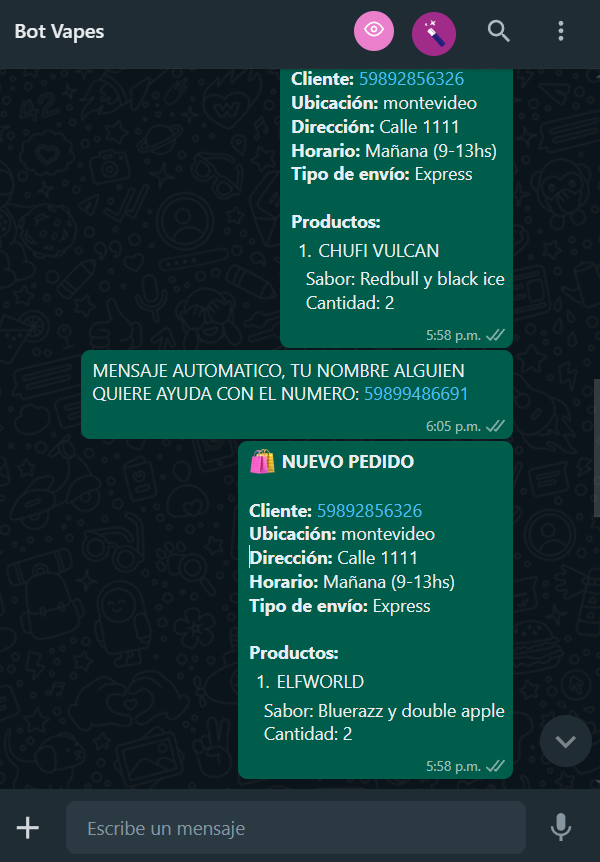 Bot Vapes
Cliente: 59892856326
Ubicación: montevideo
Dirección: Calle 1111
Horario: Mañana (9-13hs)
Tipo de envío: Express
Productos:
1. CHUFI VULCAN
Sabor: Redbull y black ice
Cantidad: 2
5:58 p.m.
MENSAJE AUTOMATICO, TU NOMBRE ALGUIEN
QUIERE AYUDA CON EL NUMERO: 59899486691
6:05 p.m.
NUEVO PEDIDO
Cliente: 59892856326
Ubicación: montevideo
Dirección: Calle 1111
Horario: Mañana (9-13hs)
Tipo de envío: Express
Productos:
1. ELFWORLD
Sabor: Bluerazz y double apple
Cantidad: 2
5:58 p.m.
Escribe un mensaje